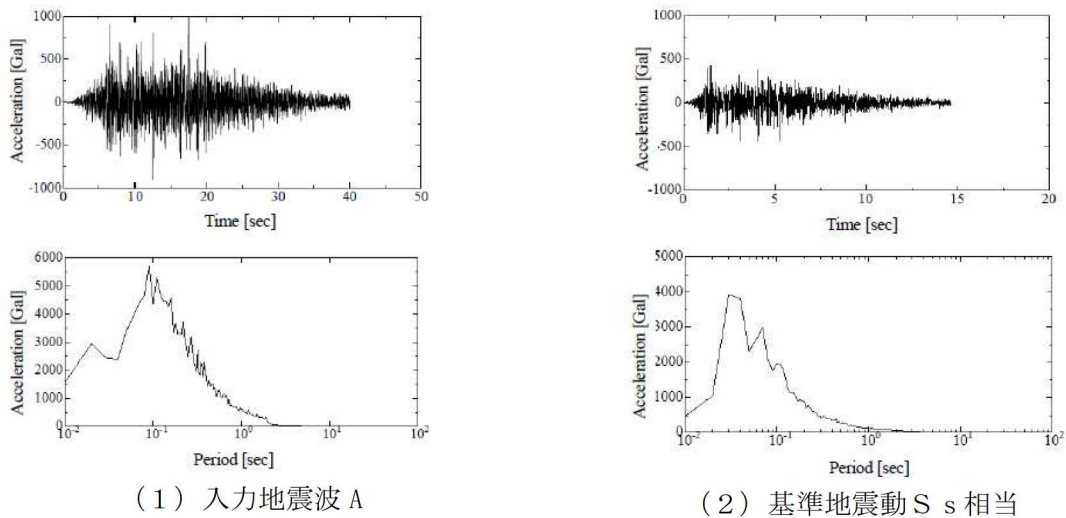 1000
500
0
-500
-1000
Acceleration [Gal]
0 10 20 30 40 50
Time [sec]
1000
500
0
-500
-1000
Acceleration [Gal]
0 5 10 15 20
Time [sec]
6000
5000
4000
3000
2000
1000
0
Acceleration [Gal]
10-2 10-1 100 101 102
Period [sec]
5000
4000
3000
2000
1000
0
Acceleration [Gal]
10-2 10-1 100 101 102
Period [sec]
(1)入力地震波 A
(2)基準地震動Ss相当